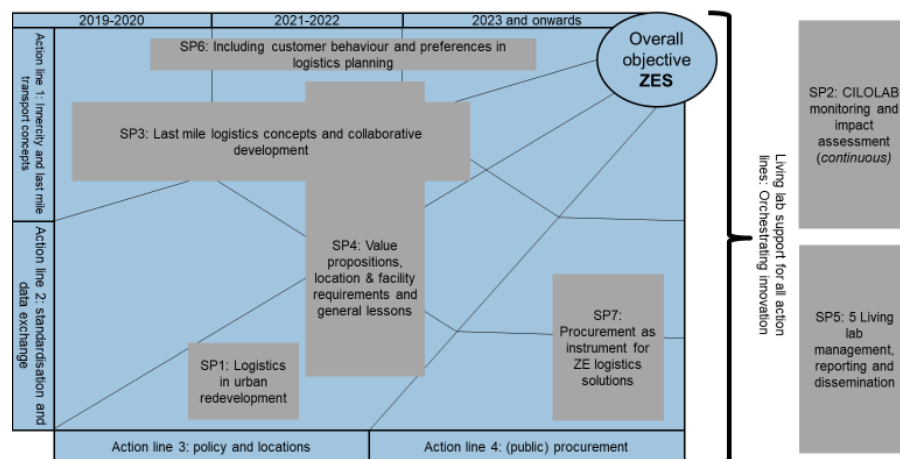 2019-2020
2021-2022
2023 and onwards
Action line 1: Innercity and last mile
transport concepts
SP6: Including customer behaviour and preferences in
logistics planning
Overall
objective
ZES
SP3: Last mile logistics concepts and collaborative
development
Action line 2: standardisation and
data exchange
SP4: Value
propositions,
location & facility
requirements and
general lessons
SP1: Logistics
in urban
redevelopment
SP7:
Procurement as
instrument for
ZE logistics
solutions
Action line 3: policy and locations
Action line 4: (public) procurement
Living lab support for all action
lines: Orchestrating innovation
SP2: CILOLAB
monitoring and
impact
assessment
(continuous)
SP5: 5 Living
lab
management,
reporting and
dissemination